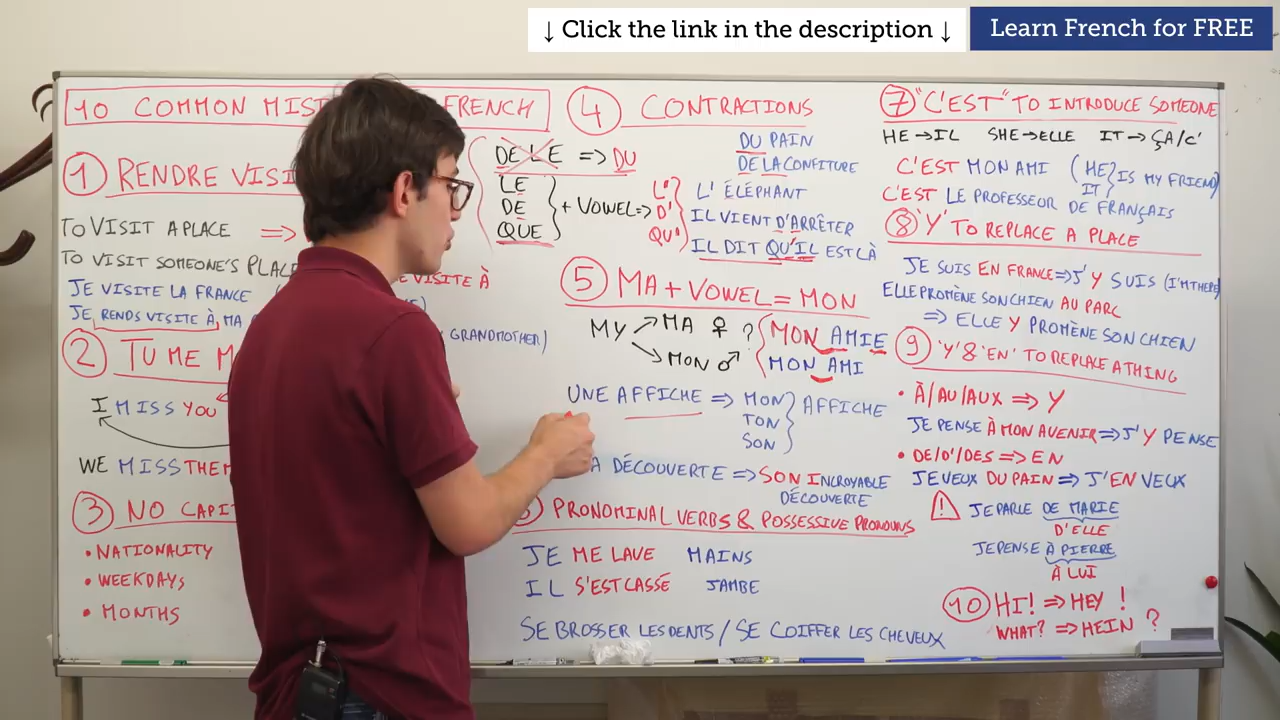 ↓ Click the link in the description ↓
Learn French for FREE
10 COMMON FRENCH
① RENDRE
TO VISIT A PLACE =>
TO VISIT SOMEONE'S PLACE
VISITE À
JE VISITE LA FRANCE
JE RENDS VISITE À MA
GRANDMOTHER)
② TU ME
I MISS YOU
WE MISS THEM
③ NO
• NATIONALITY
• WEEKDAYS
• MONTHS
④ CONTRACTIONS
DE LE => DU
LE
DE
QUE
+ VOWEL =>
L'
D'
QU'
DU PAIN
DE LA CONFITURE
L' ÉLÉPHANT
IL VIENT D'ARRÊTER
IL DIT QU'IL EST LÀ
⑤ MA + VOWEL = MON
MY → MA ♀ ?
→ MON ♂
MON AMIE
MON AMI
UNE AFFICHE => MON
TON
SON
AFFICHE
DÉCOUVERTE => SON INCROYABLE
DÉCOUVERTE
PRONOMINAL VERBS & POSSESSIVE PRONOUNS
JE ME LAVE MAINS
IL S'EST CASSÉ JAMBE
SE BROSSER LES DENTS / SE COIFFER LES CHEVEUX
⑦ "C'EST" TO INTRODUCE SOMEONE
HE → IL SHE → ELLE IT → ÇA/C'
C'EST MON AMI (HE} IS MY FRIEND)
IT
C'EST LE PROFESSEUR DE FRANÇAIS
⑧ 'Y' TO REPLACE A PLACE
JE SUIS EN FRANCE => J'Y SUIS (I'M THERE)
ELLE PROMÈNE SON CHIEN AU PARC
=> ELLE Y PROMÈNE SON CHIEN
⑨ 'Y' & 'EN' TO REPLACE A THING
• À/AU/AUX => Y
JE PENSE À MON AVENIR => J'Y PENSE
• DE/D'/DES => EN
JE VEUX DU PAIN => J'EN VEUX
! JE PARLE DE MARIE
D'ELLE
JE PENSE À PIERRE
À LUI
⑩ HI! => HEY !
WHAT? => HEIN ?